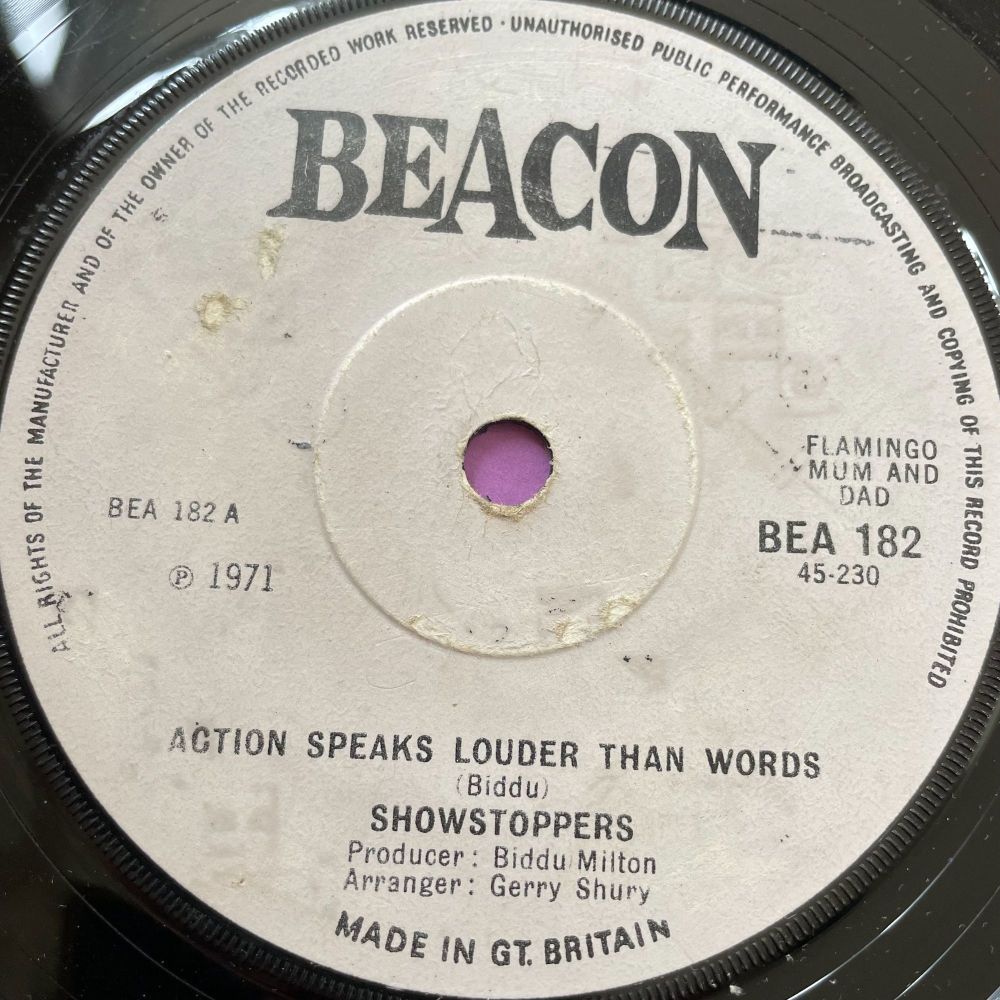 ALL RIGHTS OF THE MANUFACTURER AND OF THE OWNER OF THE RECORDED WORK RESERVED · UNAUTHORISED PUBLIC PERFORMANCE BROADCASTING AND COPYING OF THIS RECORD PROHIBITED
BEACON
FLAMINGO
MUM AND
DAD
BEA 182 A
BEA 182
℗ 1971
45-230
ACTION SPEAKS LOUDER THAN WORDS
(Biddu)
SHOWSTOPPERS
Producer: Biddu Milton
Arranger: Gerry Shury
MADE IN GT. BRITAIN